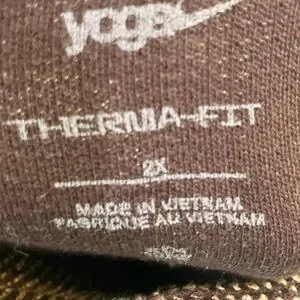 yoga
THERMA-FIT
2X
MADE IN VIETNAM
FABRIQUE AU VIETNAM